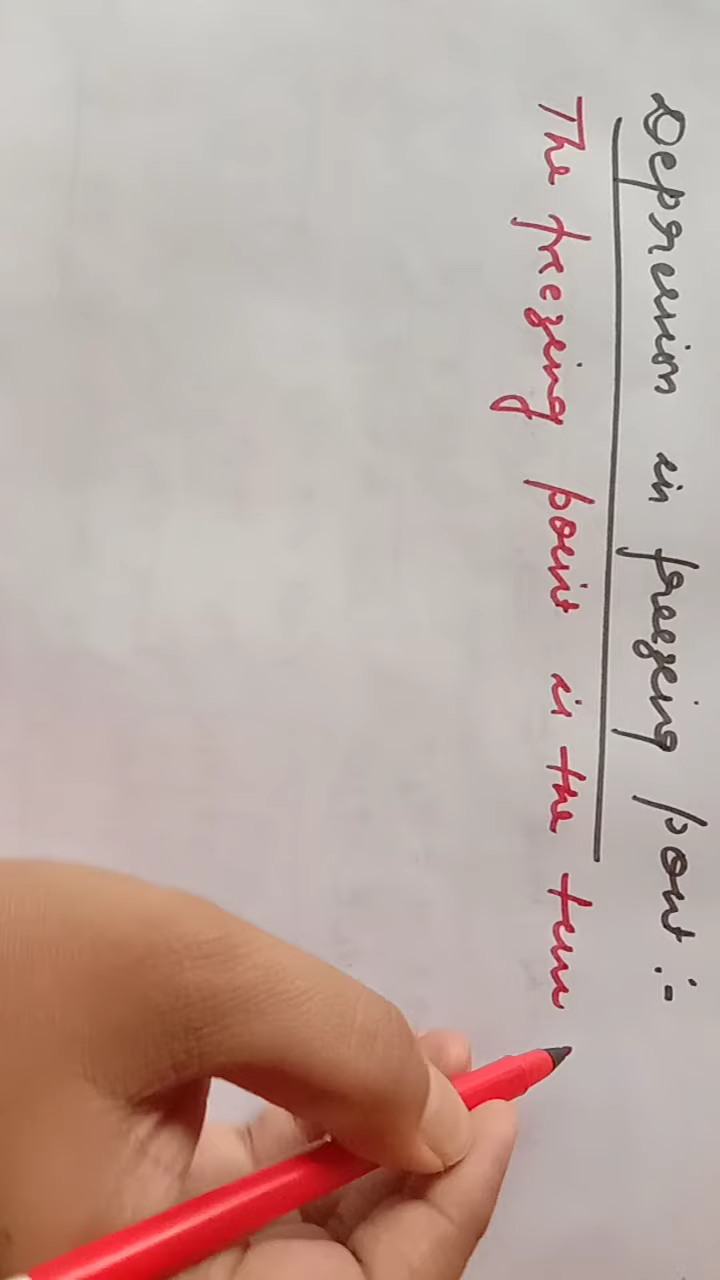 Depression in freezing point :-
The freezing point is the tem